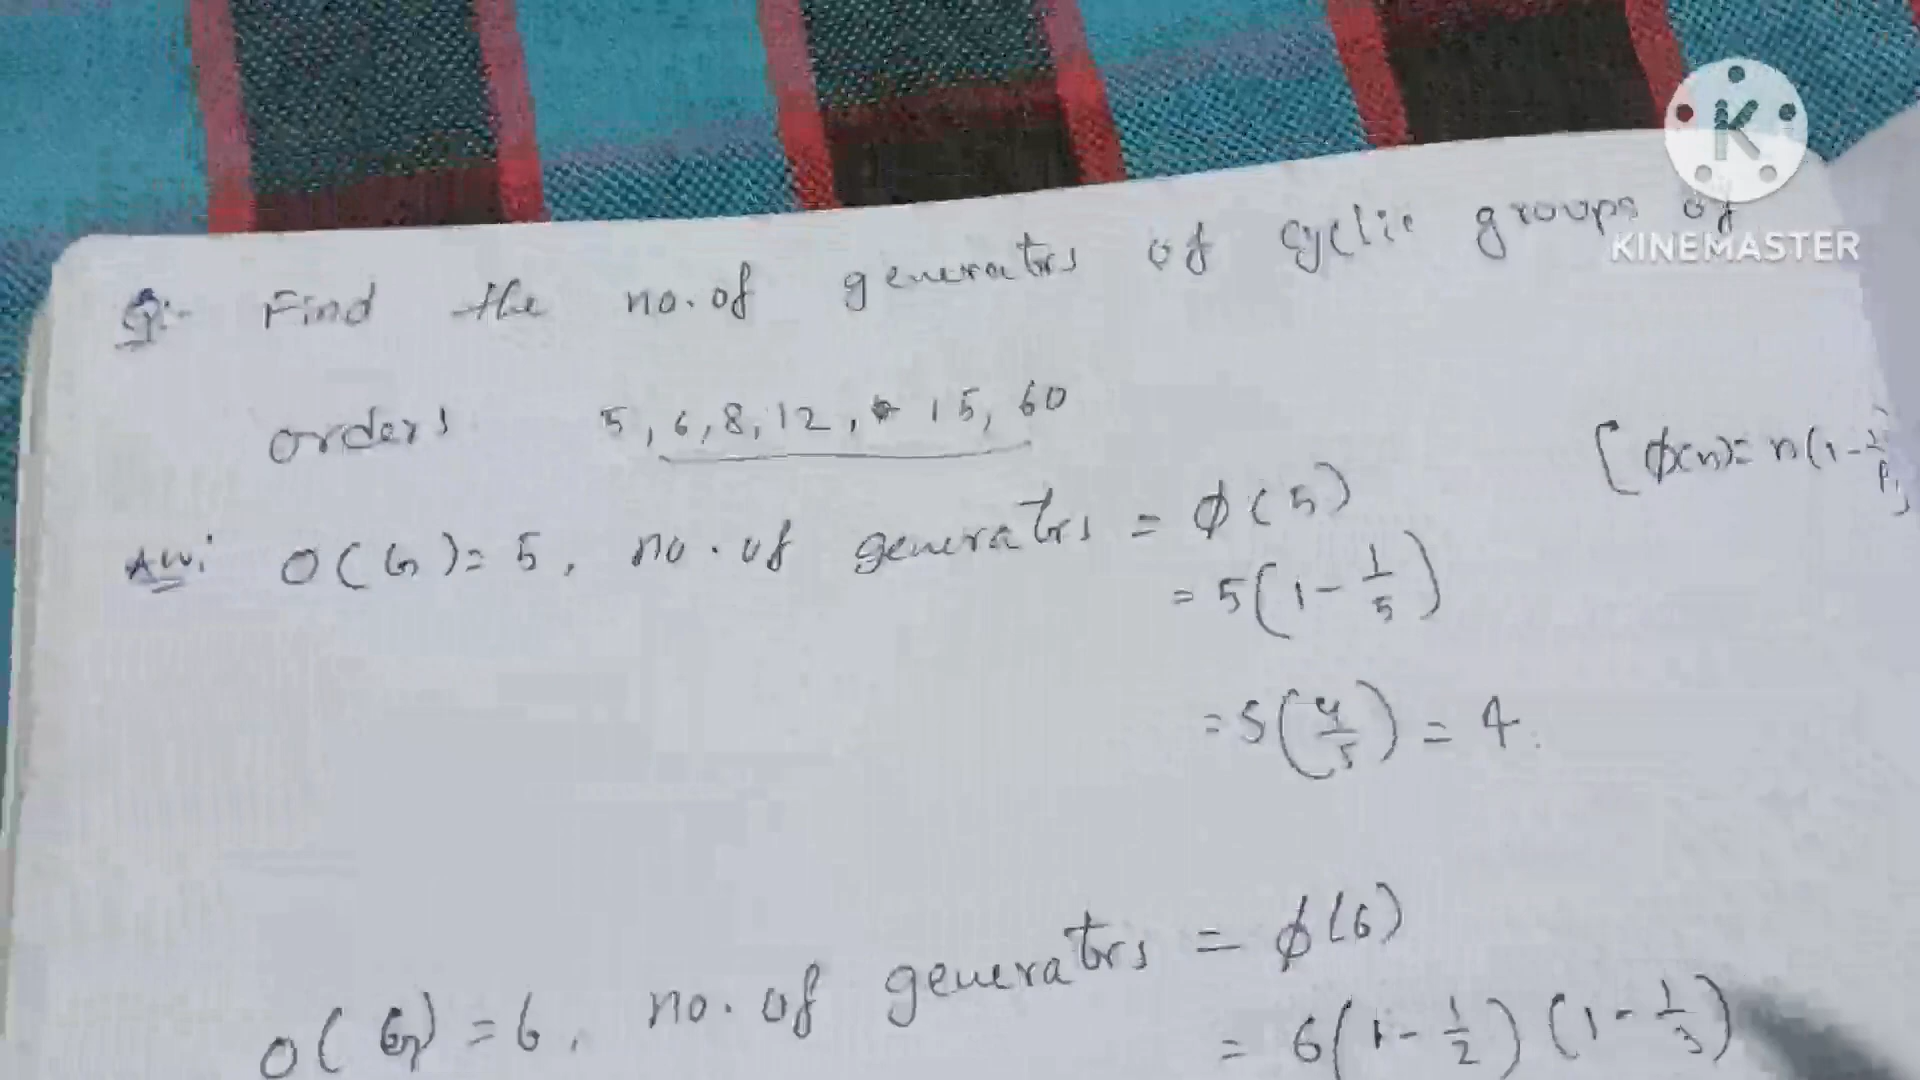 K
KINEMASTER
Q:- Find the no. of generators of cyclic groups of
orders 5, 6, 8, 12, 15, 60
[ϕ(n) = n(1 - 1/p₁)
Ans: O(G) = 5, no. of generators = ϕ(5)
= 5(1 - 1/5)
= 5(4/5) = 4.
O(G) = 6, no. of generators = ϕ(6)
= 6(1 - 1/2)(1 - 1/3)